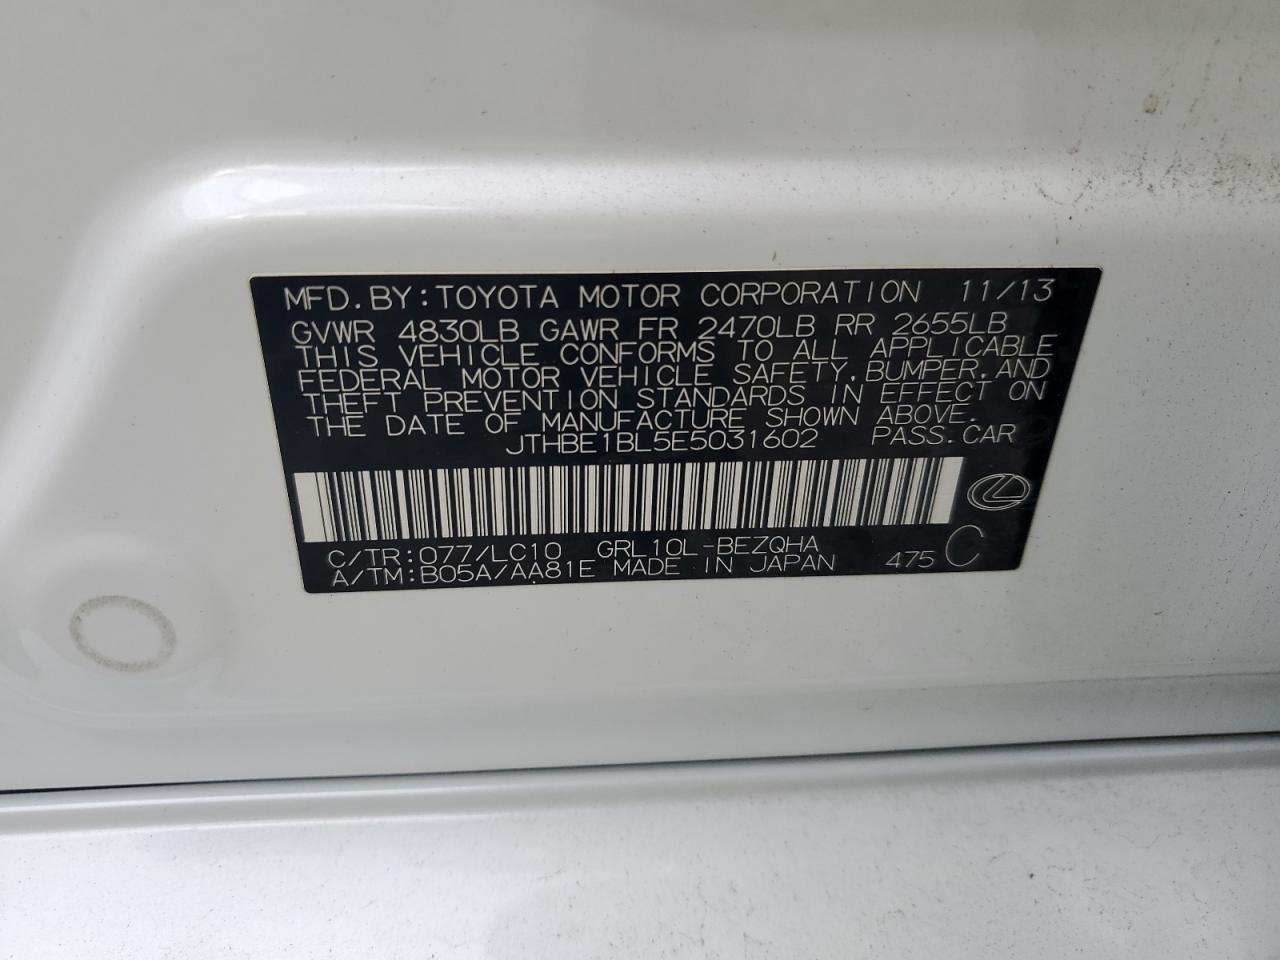 MFD.BY:TOYOTA MOTOR CORPORATION 11/13
GVWR 4830LB GAWR FR 2470LB RR 2655LB
THIS VEHICLE CONFORMS TO ALL APPLICABLE
FEDERAL MOTOR VEHICLE SAFETY, BUMPER, AND
THEFT PREVENTION STANDARDS IN EFFECT ON
THE DATE OF MANUFACTURE SHOWN ABOVE.
JTHBE1BL5E5031602 PASS.CAR
C/TR:077/LC10 GRL10L-BEZQHA
A/TM:B05A/AA81E MADE IN JAPAN 475 C